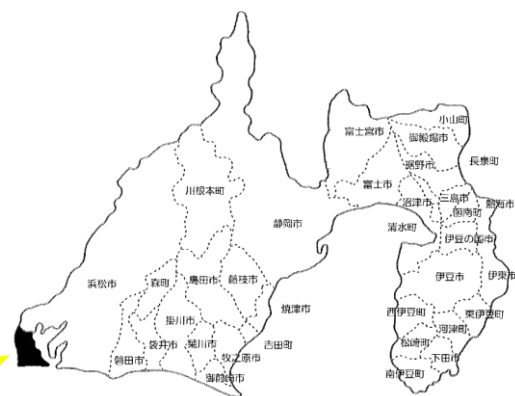 小山町
富士宮市
御殿場市
裾野市
長泉町
川根本町
富士市
沼津市
三島市
函南町
熱海市
静岡市
清水町
伊豆の国市
浜松市
森町
島田市
藤枝市
伊豆市
伊東市
焼津市
掛川市
西伊豆町
東伊豆町
河津町
袋井市
菊川市
吉田町
松崎町
磐田市
牧之原市
下田市
御前崎市
南伊豆町